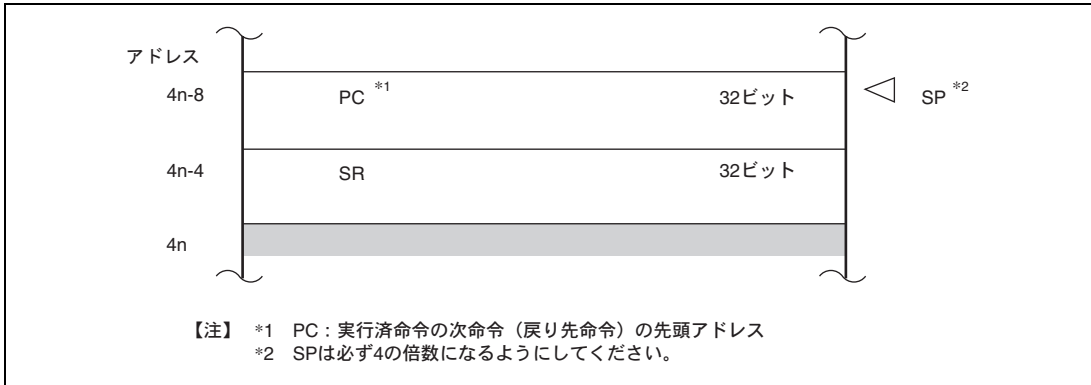 アドレス
4n-8 PC *1 32ビット SP *2
4n-4 SR 32ビット
4n
【注】 *1 PC：実行済命令の次命令（戻り先命令）の先頭アドレス
*2 SPは必ず4の倍数になるようにしてください。